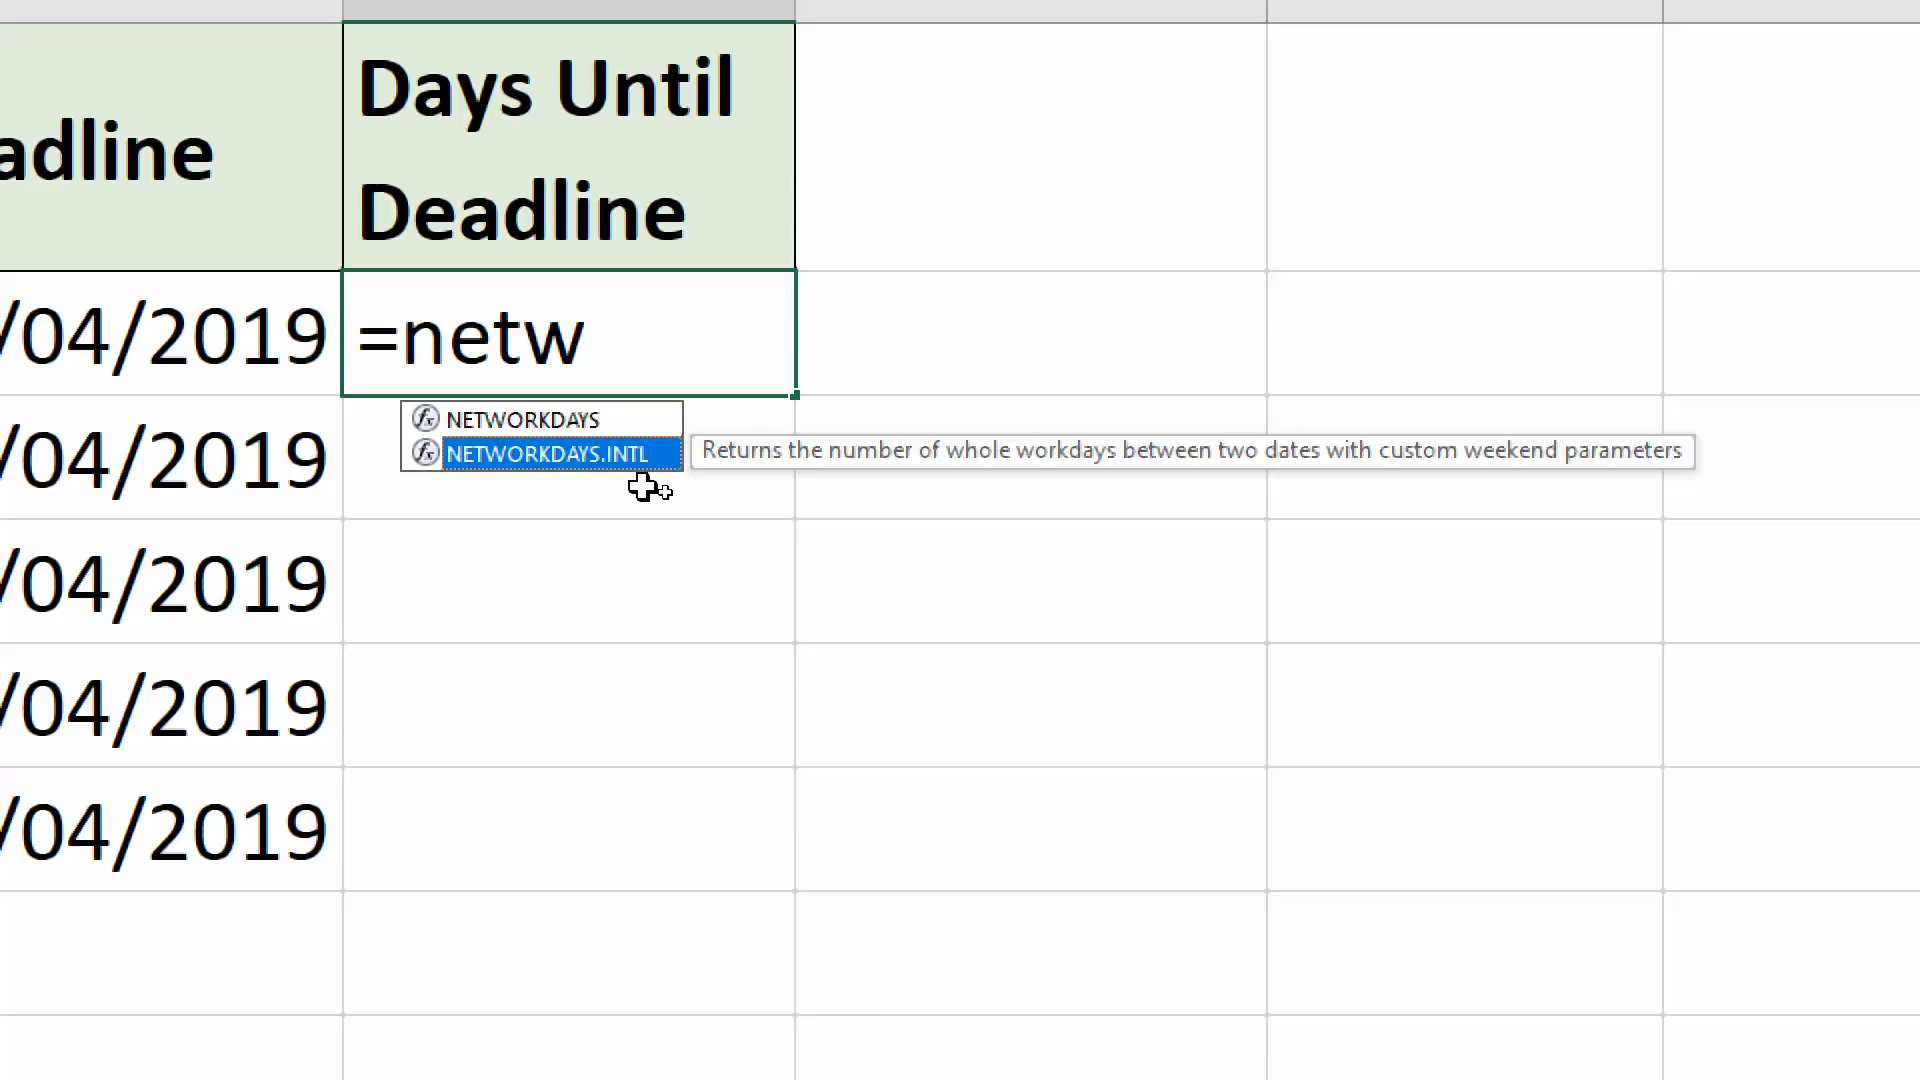 adline
Days Until
Deadline
/04/2019
=netw
NETWORKDAYS
NETWORKDAYS.INTL
Returns the number of whole workdays between two dates with custom weekend parameters
/04/2019
/04/2019
/04/2019
/04/2019